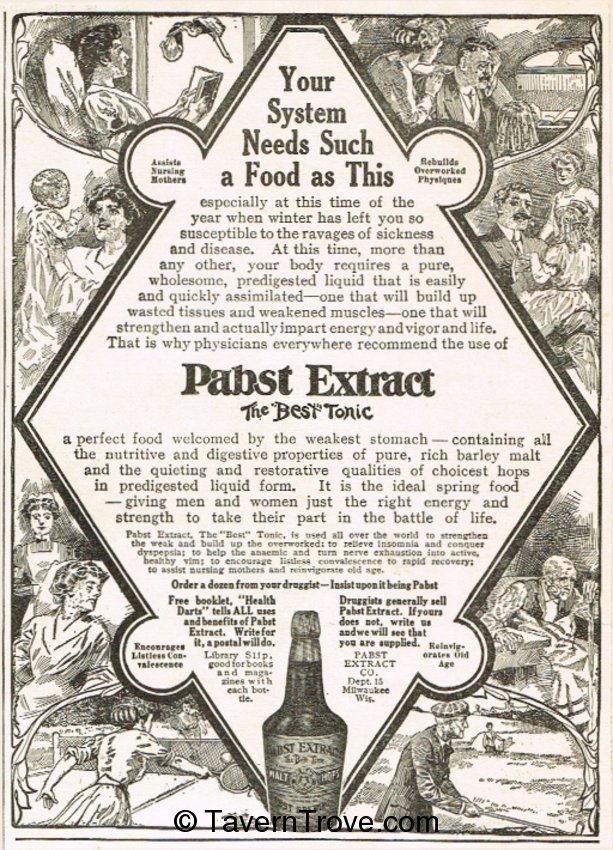 Your
System
Needs Such
a Food as This
Assists
Nursing
Mothers
Rebuilds
Overworked
Physiques
especially at this time of the
year when winter has left you so
susceptible to the ravages of sickness
and disease. At this time, more than
any other, your body requires a pure,
wholesome, predigested liquid that is easily
and quickly assimilated—one that will build up
wasted tissues and weakened muscles—one that will
strengthen and actually impart energy and vigor and life.
That is why physicians everywhere recommend the use of
Pabst Extract
The "Best" Tonic
a perfect food welcomed by the weakest stomach — containing all
the nutritive and digestive properties of pure, rich barley malt
and the quieting and restorative qualities of choicest hops
in predigested liquid form. It is the ideal spring food
—giving men and women just the right energy and
strength to take their part in the battle of life.
Pabst Extract, The "Best" Tonic, is used all over the world to strengthen
the weak and build up the overworked; to relieve insomnia and conquer
dyspepsia; to help the anaemic and turn nerve exhaustion into active,
healthy vim; to encourage listless convalescence to rapid recovery;
to assist nursing mothers and reinvigorate old age.
Order a dozen from your druggist—Insist upon it being Pabst
Free booklet, "Health
Darts" tells ALL uses
and benefits of Pabst
Extract. Write for
it, a postal will do.
Library Slip,
good for books
and maga-
zines with
each bot-
tle.
Druggists generally sell
Pabst Extract. If yours
does not, write us
and we will see that
you are supplied.
PABST
EXTRACT
CO.
Dept. 15
Milwaukee
Wis.
Encourages
Listless Con-
valescence
Reinvig-
orates Old
Age
PABST EXTRACT
The Best Tonic
MALT HOPS
© TavernTrove.com